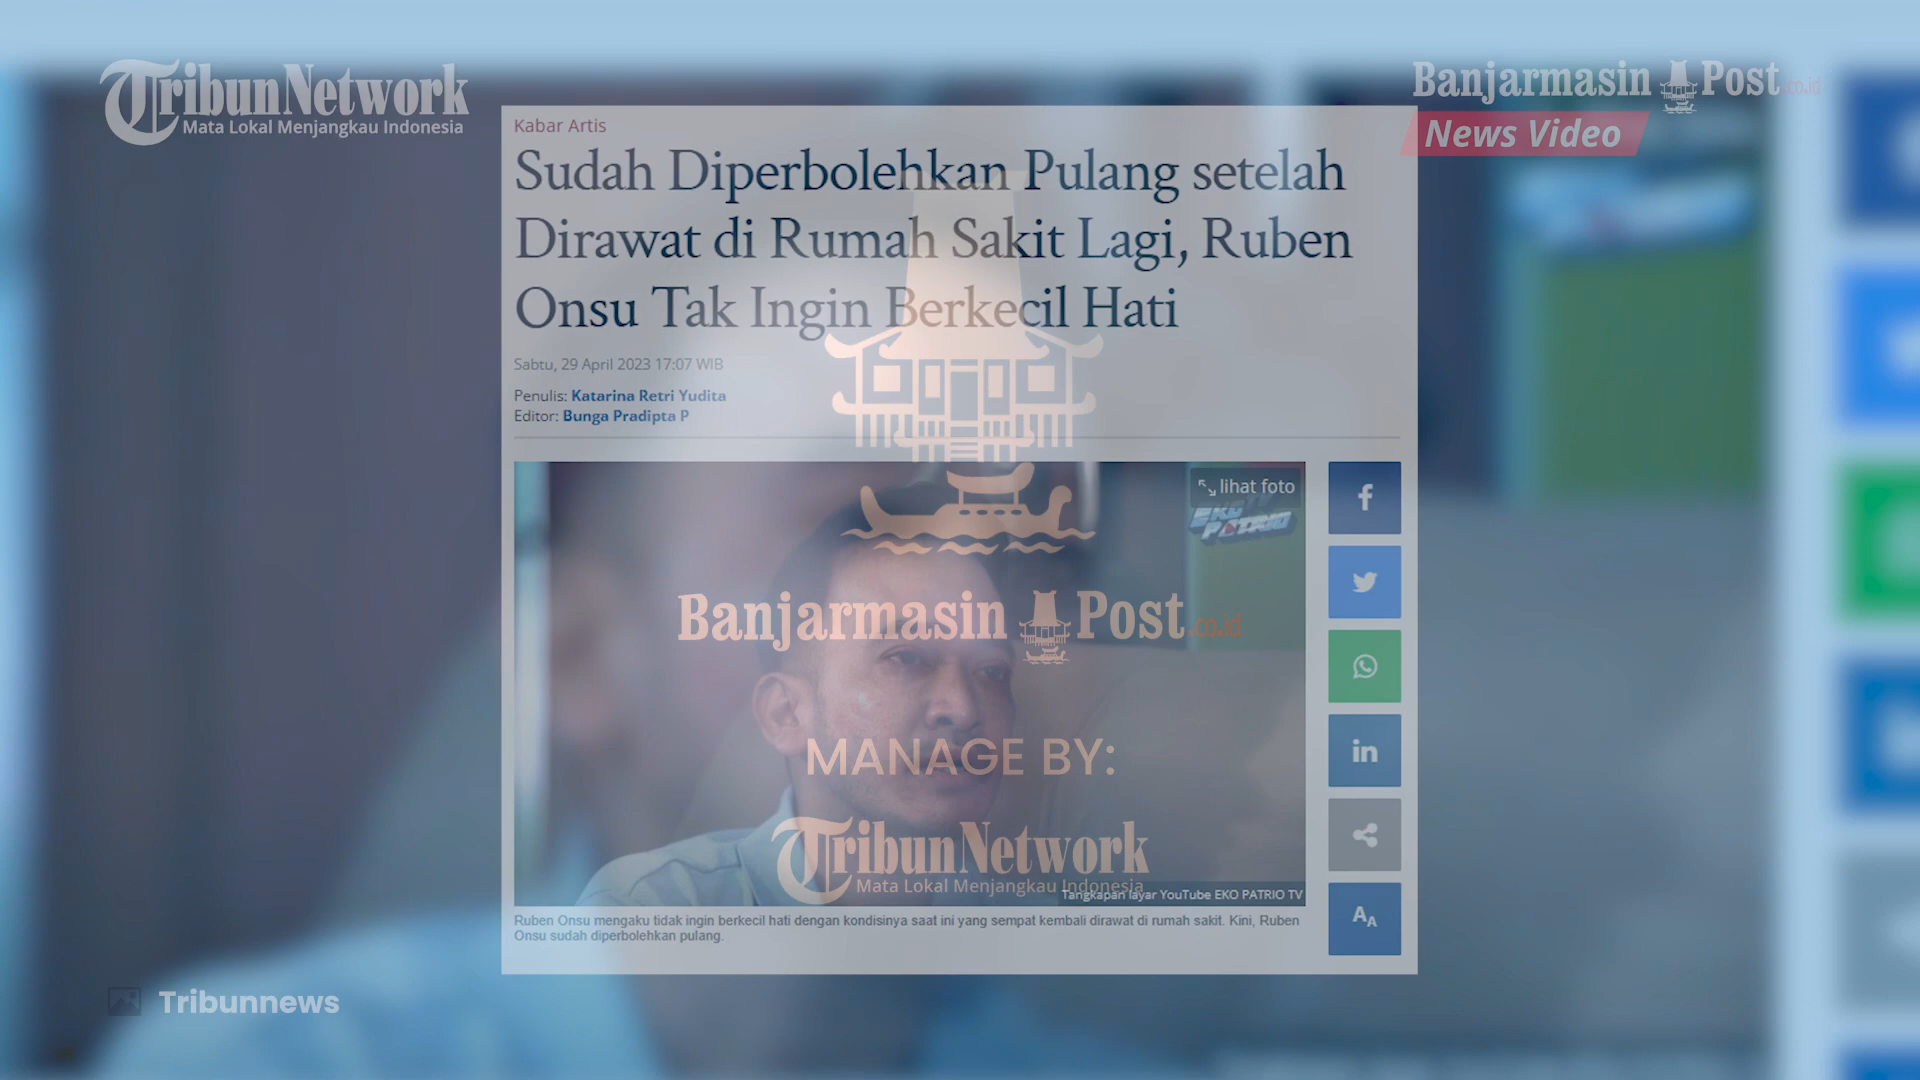 TribunNetwork
Mata Lokal Menjangkau Indonesia
Banjarmasin Post.co.id
News Video
Kabar Artis
Sudah Diperbolehkan Pulang setelah
Dirawat di Rumah Sakit Lagi, Ruben
Onsu Tak Ingin Berkecil Hati
Sabtu, 29 April 2023 17:07 WIB
Penulis: Katarina Retri Yudita
Editor: Bunga Pradipta P
lihat foto
EKO
PATRIO
Banjarmasin Post.co.id
MANAGE BY:
TribunNetwork
Mata Lokal Menjangkau Indonesia
Tangkapan layar YouTube EKO PATRIO TV
Ruben Onsu mengaku tidak ingin berkecil hati dengan kondisinya saat ini yang sempat kembali dirawat di rumah sakit. Kini, Ruben
Onsu sudah diperbolehkan pulang.
f
in
AA
Tribunnews